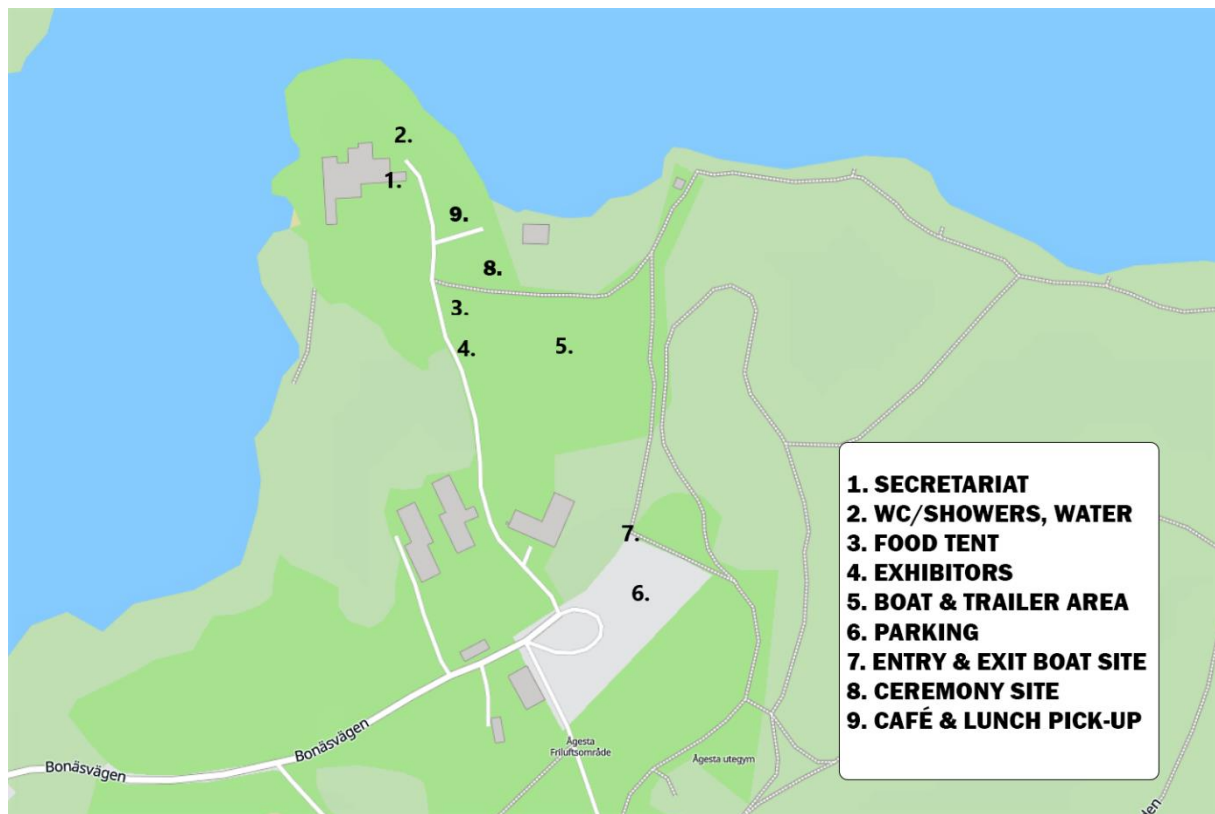 2.
1.
9.
8.
3.
4.
5.
7.
6.
1. SECRETARIAT
2. WC/SHOWERS, WATER
3. FOOD TENT
4. EXHIBITORS
5. BOAT & TRAILER AREA
6. PARKING
7. ENTRY & EXIT BOAT SITE
8. CEREMONY SITE
9. CAFÉ & LUNCH PICK-UP
Bonäsvägen
Bonäsvägen
Ågesta
Friluftsområde
Ågesta utegym
den